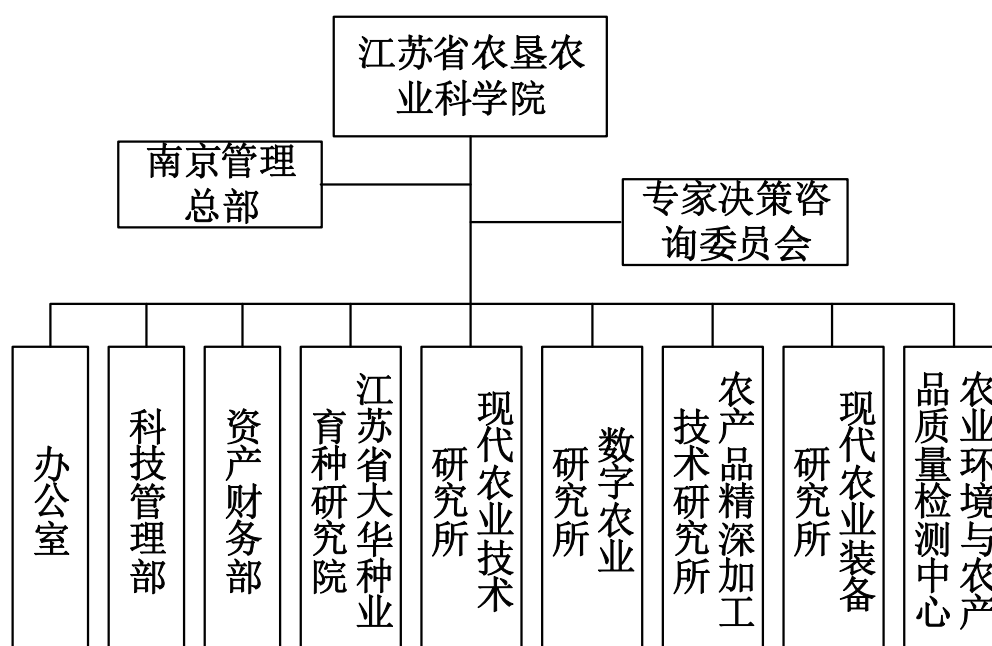 江苏省农垦农
业科学院
南京管理
总部
专家决策咨
询委员会
办公室
科技管理部
资产财务部
江苏省大华种业
育种研究院
现代农业技术
研究所
数字农业
研究所
农产品精深加工
技术研究所
现代农业装备
研究所
农业环境与农产
品质量检测中心